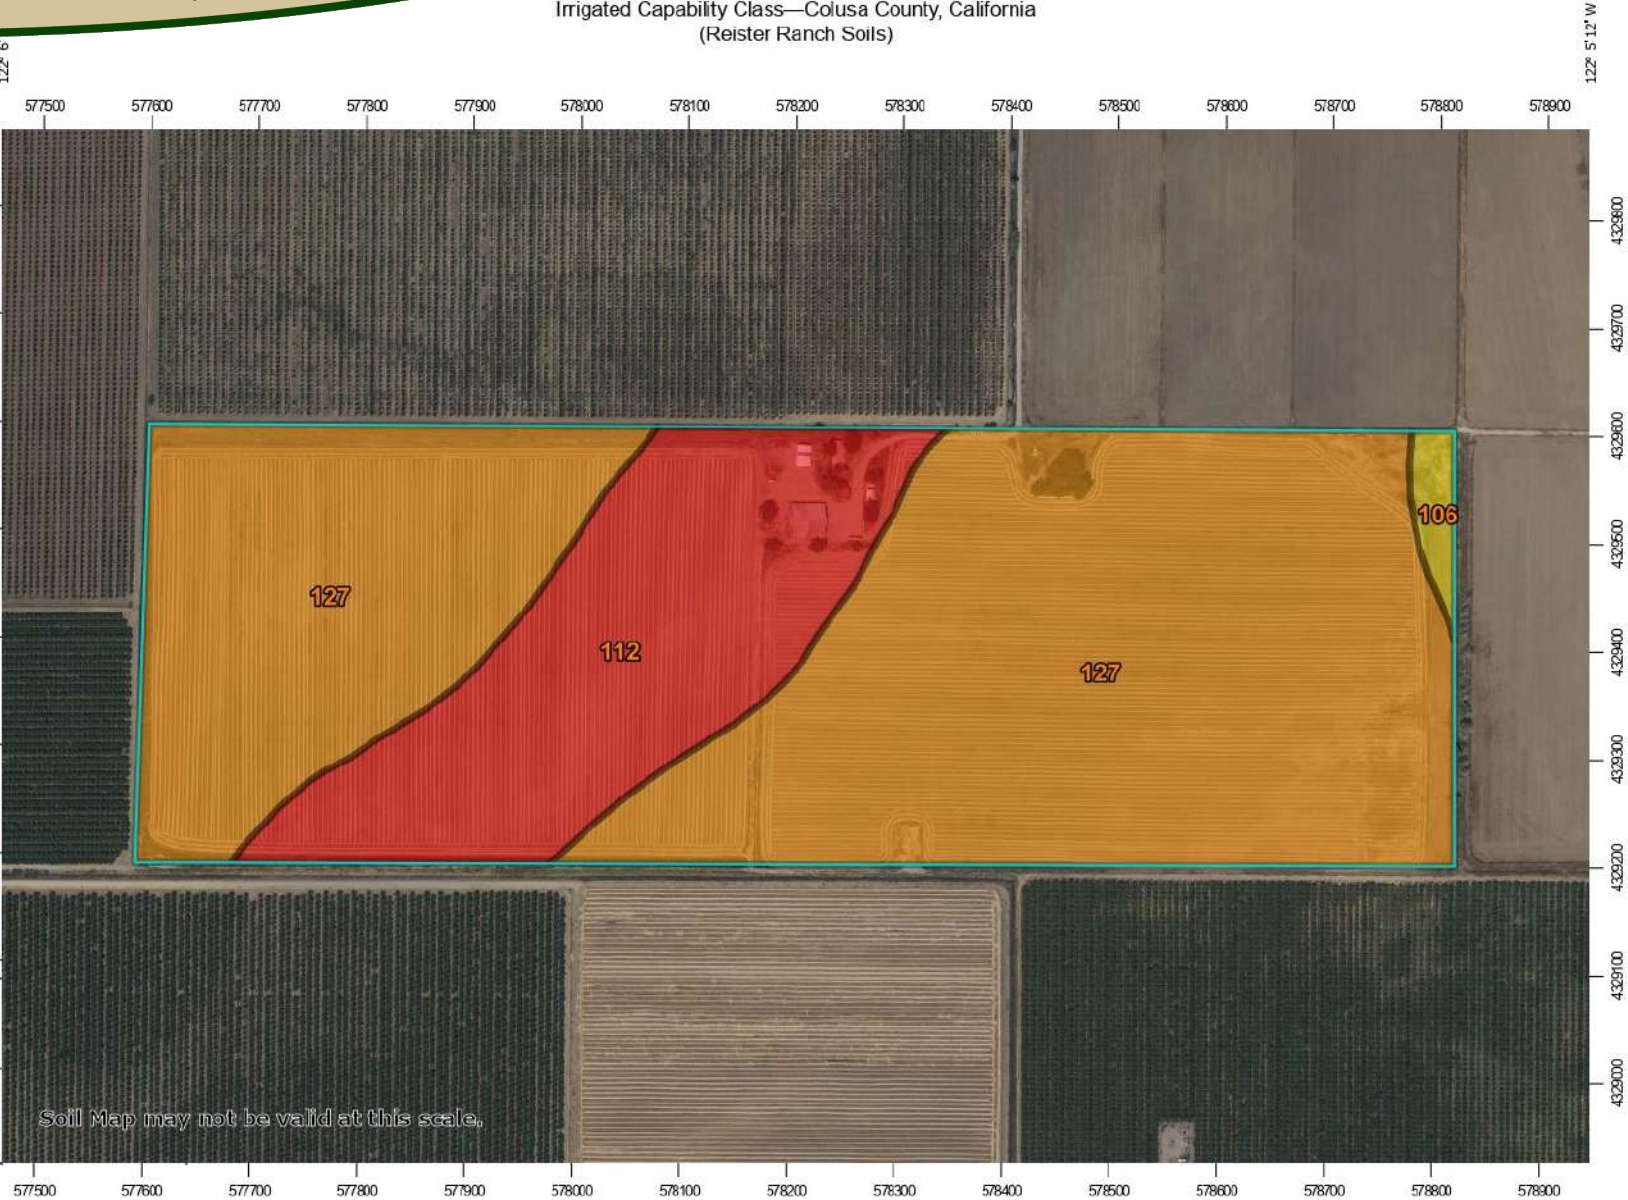 Irrigated Capability Class—Colusa County, California
(Reister Ranch Soils)
122° 6'
122° 5' 12" W
577500 577600 577700 577800 577900 578000 578100 578200 578300 578400 578500 578600 578700 578800 578900
4329800
4329700
4329600
106
4329500
127
112
4329400
127
4329300
4329200
4329100
4329000
Soil Map may not be valid at this scale.
577500 577600 577700 577800 577900 578000 578100 578200 578300 578400 578500 578600 578700 578800 578900